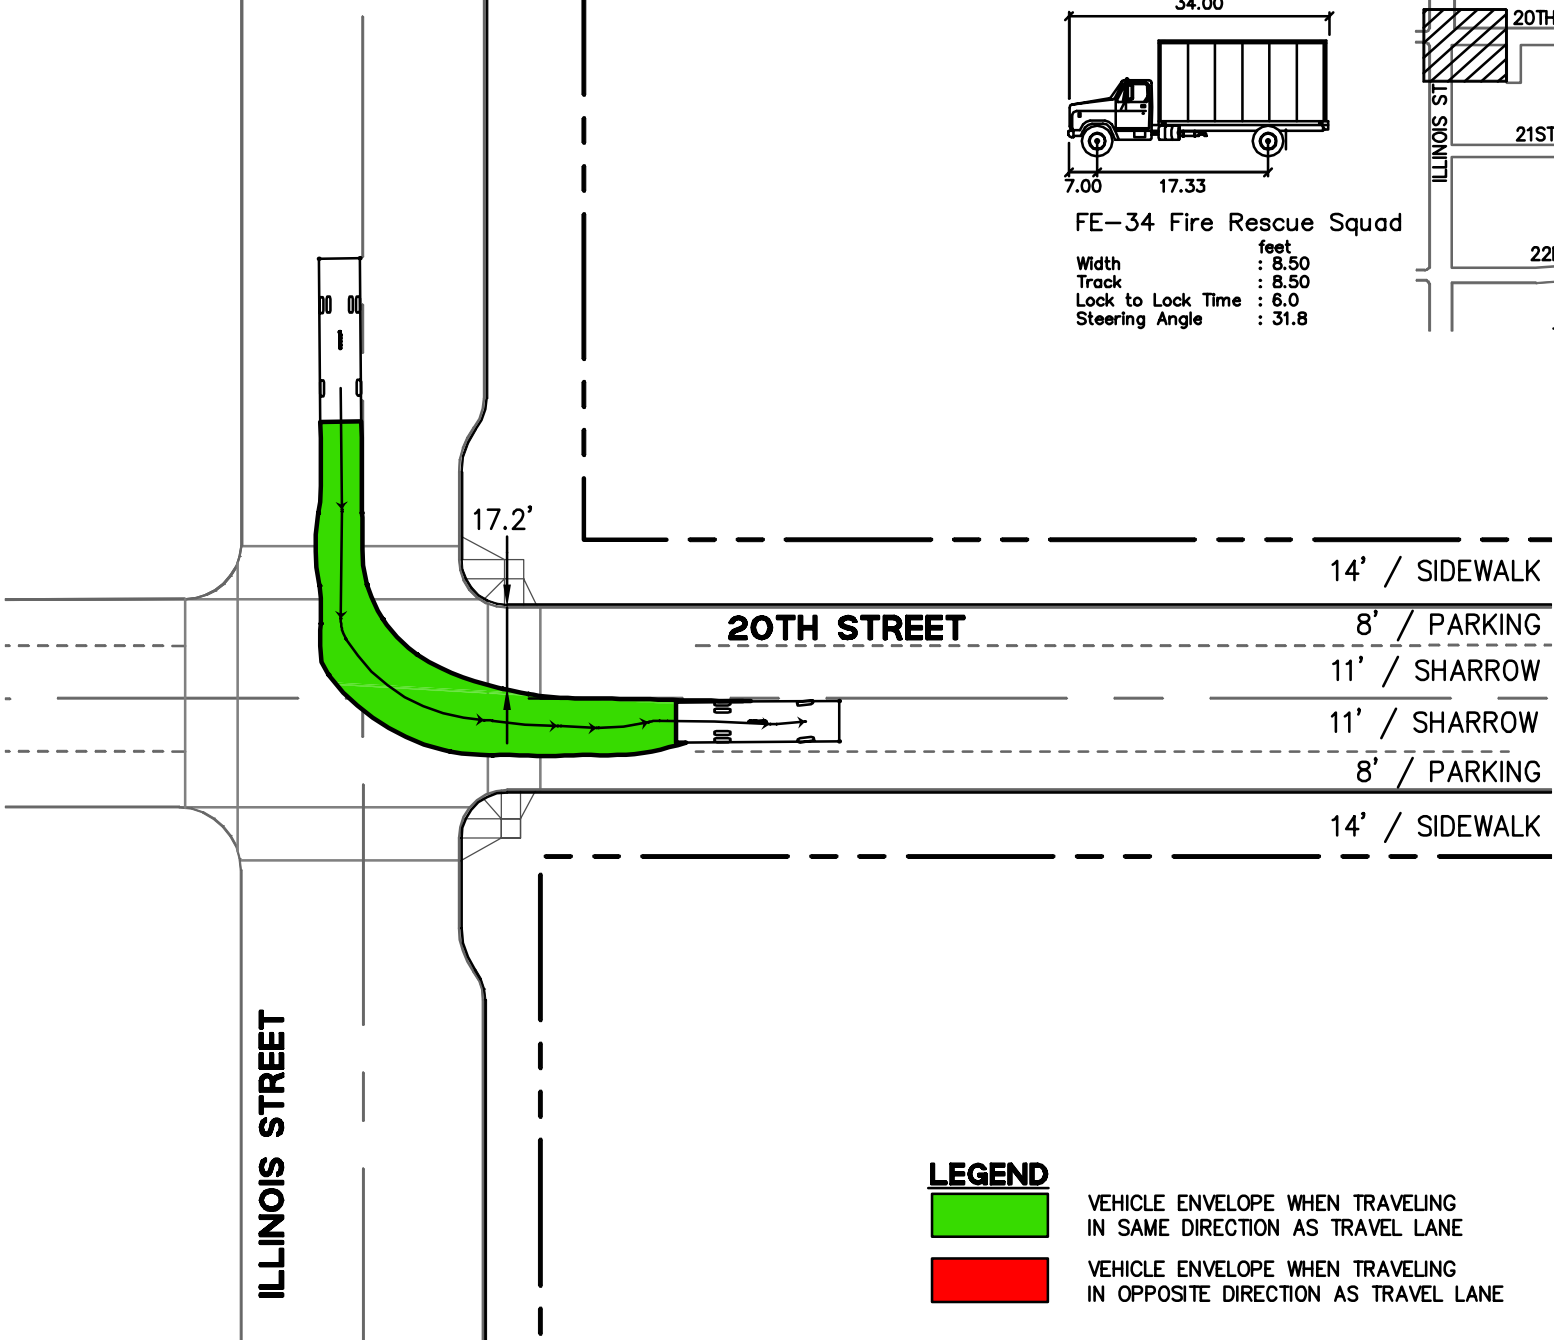 34.00
20TH
ILLINOIS ST
21ST
7.00
17.33
FE-34 Fire Rescue Squad
feet
Width : 8.50
Track : 8.50
Lock to Lock Time : 6.0
Steering Angle : 31.8
17.2'
14' / SIDEWALK
20TH STREET
8' / PARKING
11' / SHARROW
11' / SHARROW
8' / PARKING
14' / SIDEWALK
ILLINOIS STREET
LEGEND
VEHICLE ENVELOPE WHEN TRAVELING
IN SAME DIRECTION AS TRAVEL LANE
VEHICLE ENVELOPE WHEN TRAVELING
IN OPPOSITE DIRECTION AS TRAVEL LANE